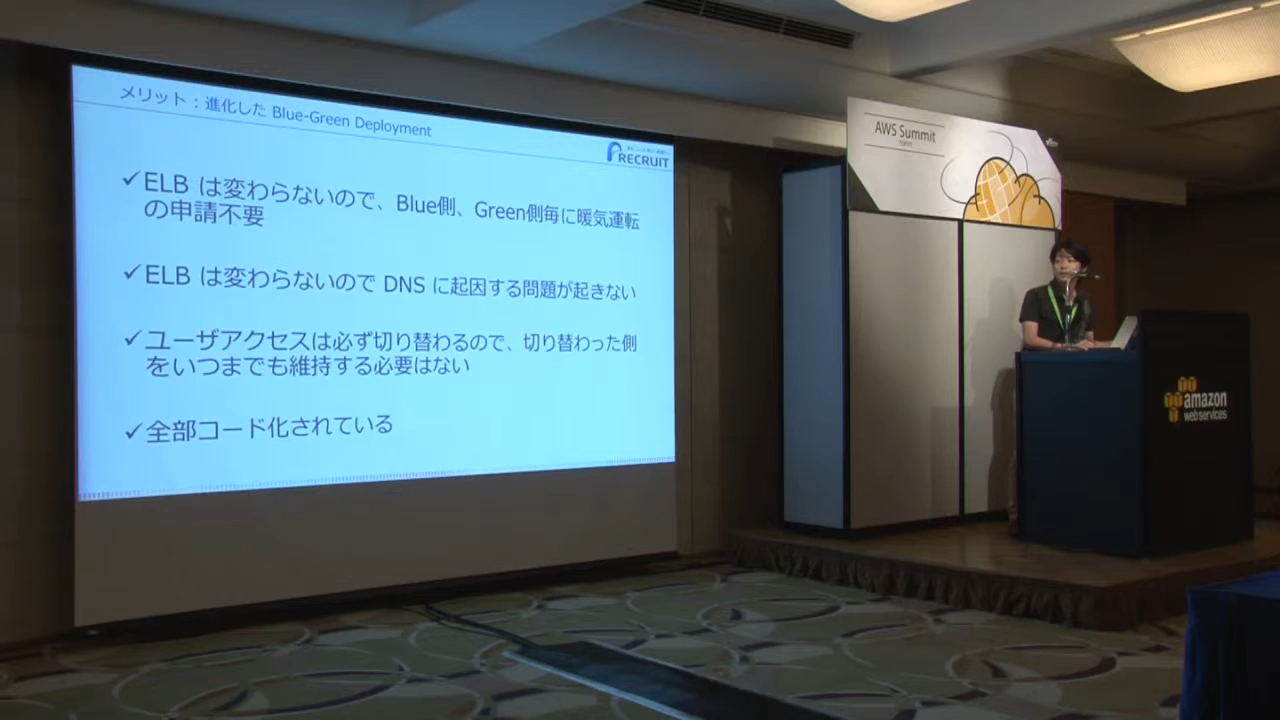 メリット：進化した Blue-Green Deployment
RECRUIT
✓ELB は変わらないので、Blue側、Green側毎に暖気運転
の申請不要
✓ELB は変わらないので DNS に起因する問題が起きない
✓ユーザアクセスは必ず切り替わるので、切り替わった側
をいつまでも維持する必要はない
✓全部コード化されている
AWS Summit
TOKYO
amazon
webservices